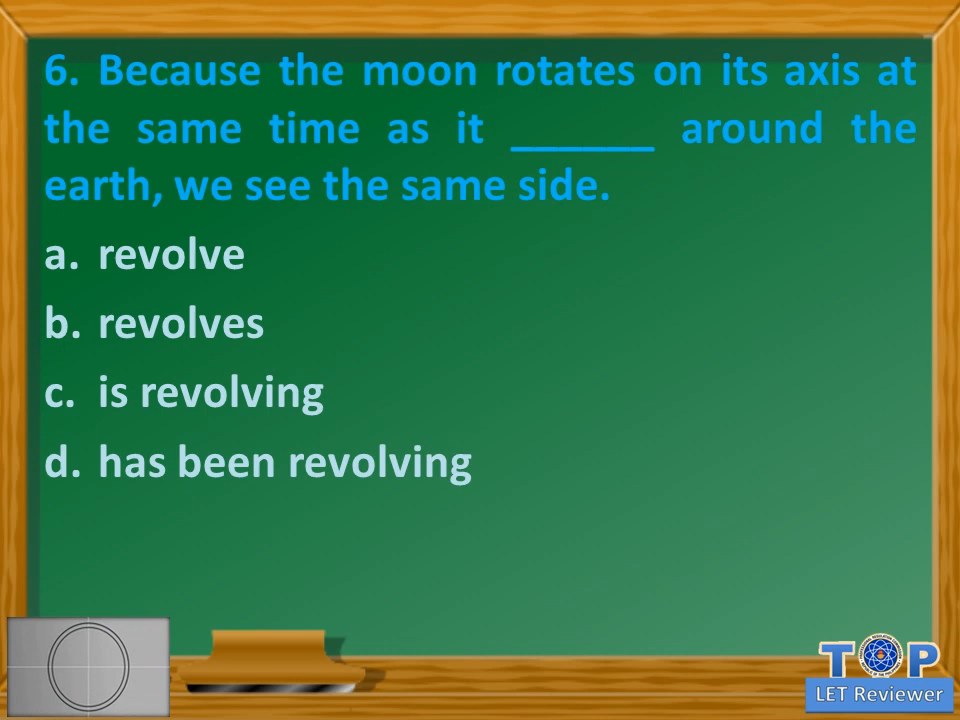 6. Because the moon rotates on its axis at
the same time as it ______ around the
earth, we see the same side.
a. revolve
b. revolves
c. is revolving
d. has been revolving
TOP
LET Reviewer